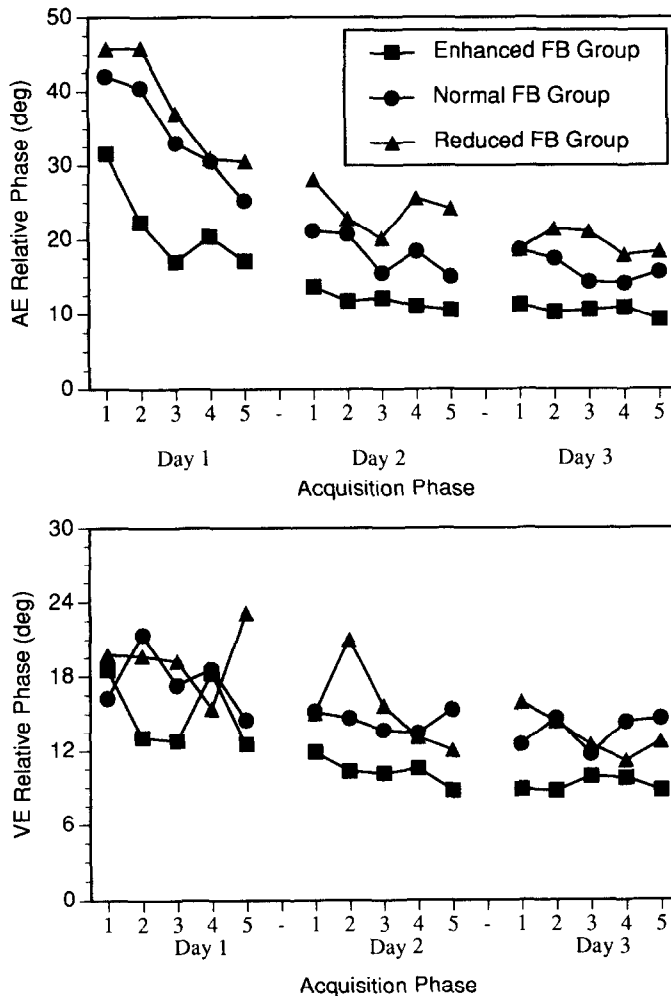 50
40
30
20
10
0
AE Relative Phase (deg)
Enhanced FB Group
Normal FB Group
Reduced FB Group
1 2 3 4 5 - 1 2 3 4 5 - 1 2 3 4 5
Day 1 Day 2 Day 3
Acquisition Phase
30
24
18
12
6
0
VE Relative Phase (deg)
1 2 3 4 5 - 1 2 3 4 5 - 1 2 3 4 5
Day 1 Day 2 Day 3
Acquisition Phase